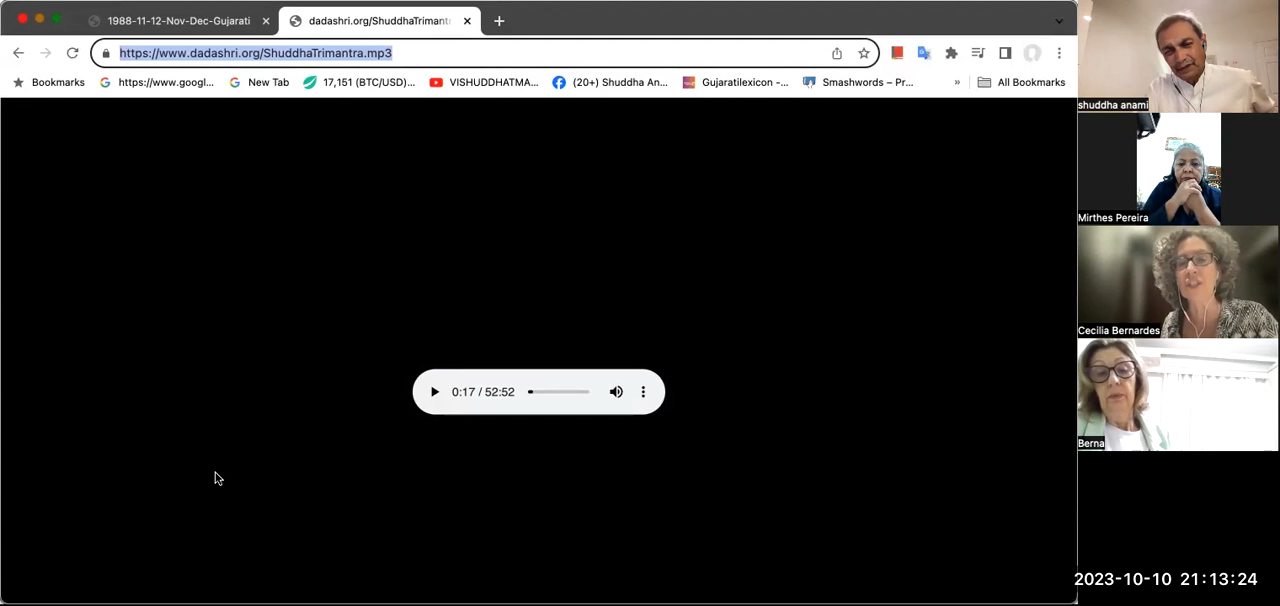 1988-11-12-Nov-Dec-Gujarati
dadashri.org/ShuddhaTrimant
https://www.dadashri.org/ShuddhaTrimantra.mp3
Bookmarks https://www.googl... New Tab 17,151 (BTC/USD)... VISHUDDHATMA... (20+) Shuddha An... Gujaratilexicon -... Smashwords – Pr... » All Bookmarks
0:17 / 52:52
shuddha anami
Mirthes Pereira
Cecilia Bernardes
Berna
2023-10-10 21:13:24